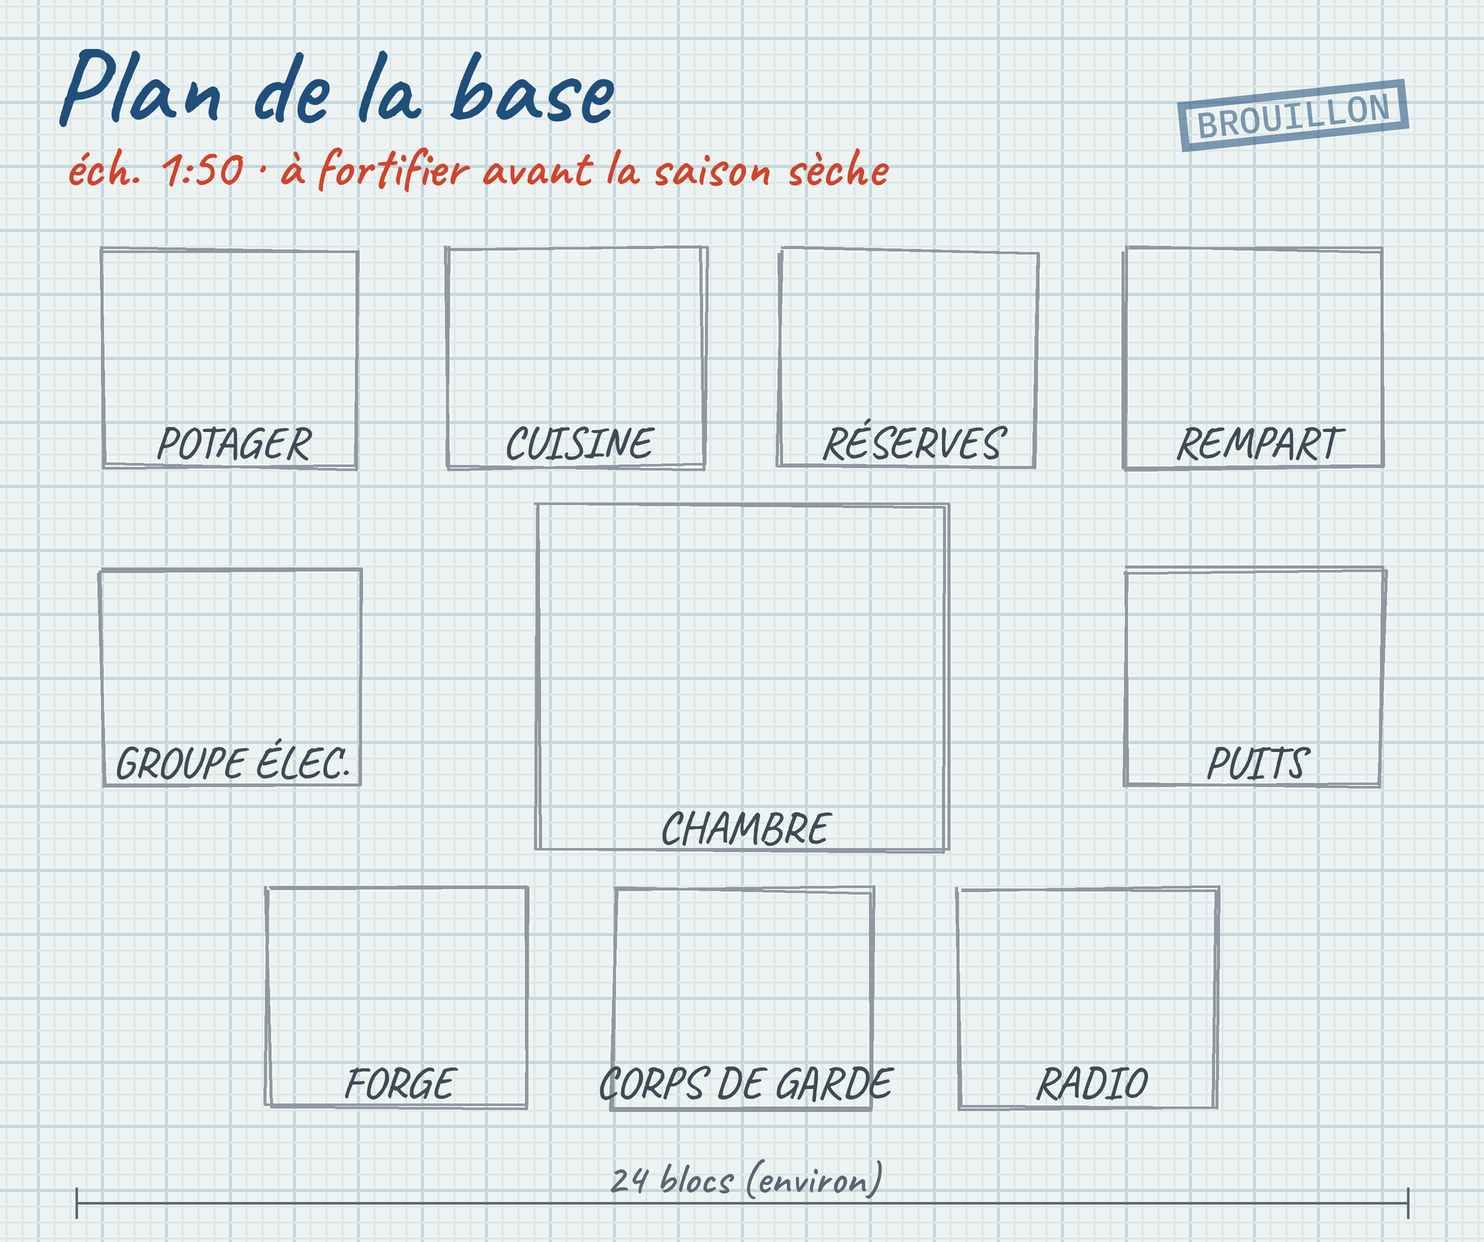 Plan de la base
BROUILLON
éch. 1:50 · à fortifier avant la saison sèche
POTAGER
CUISINE
RÉSERVES
REMPART
GROUPE ÉLEC.
CHAMBRE
PUITS
FORGE
CORPS DE GARDE
RADIO
24 blocs (environ)